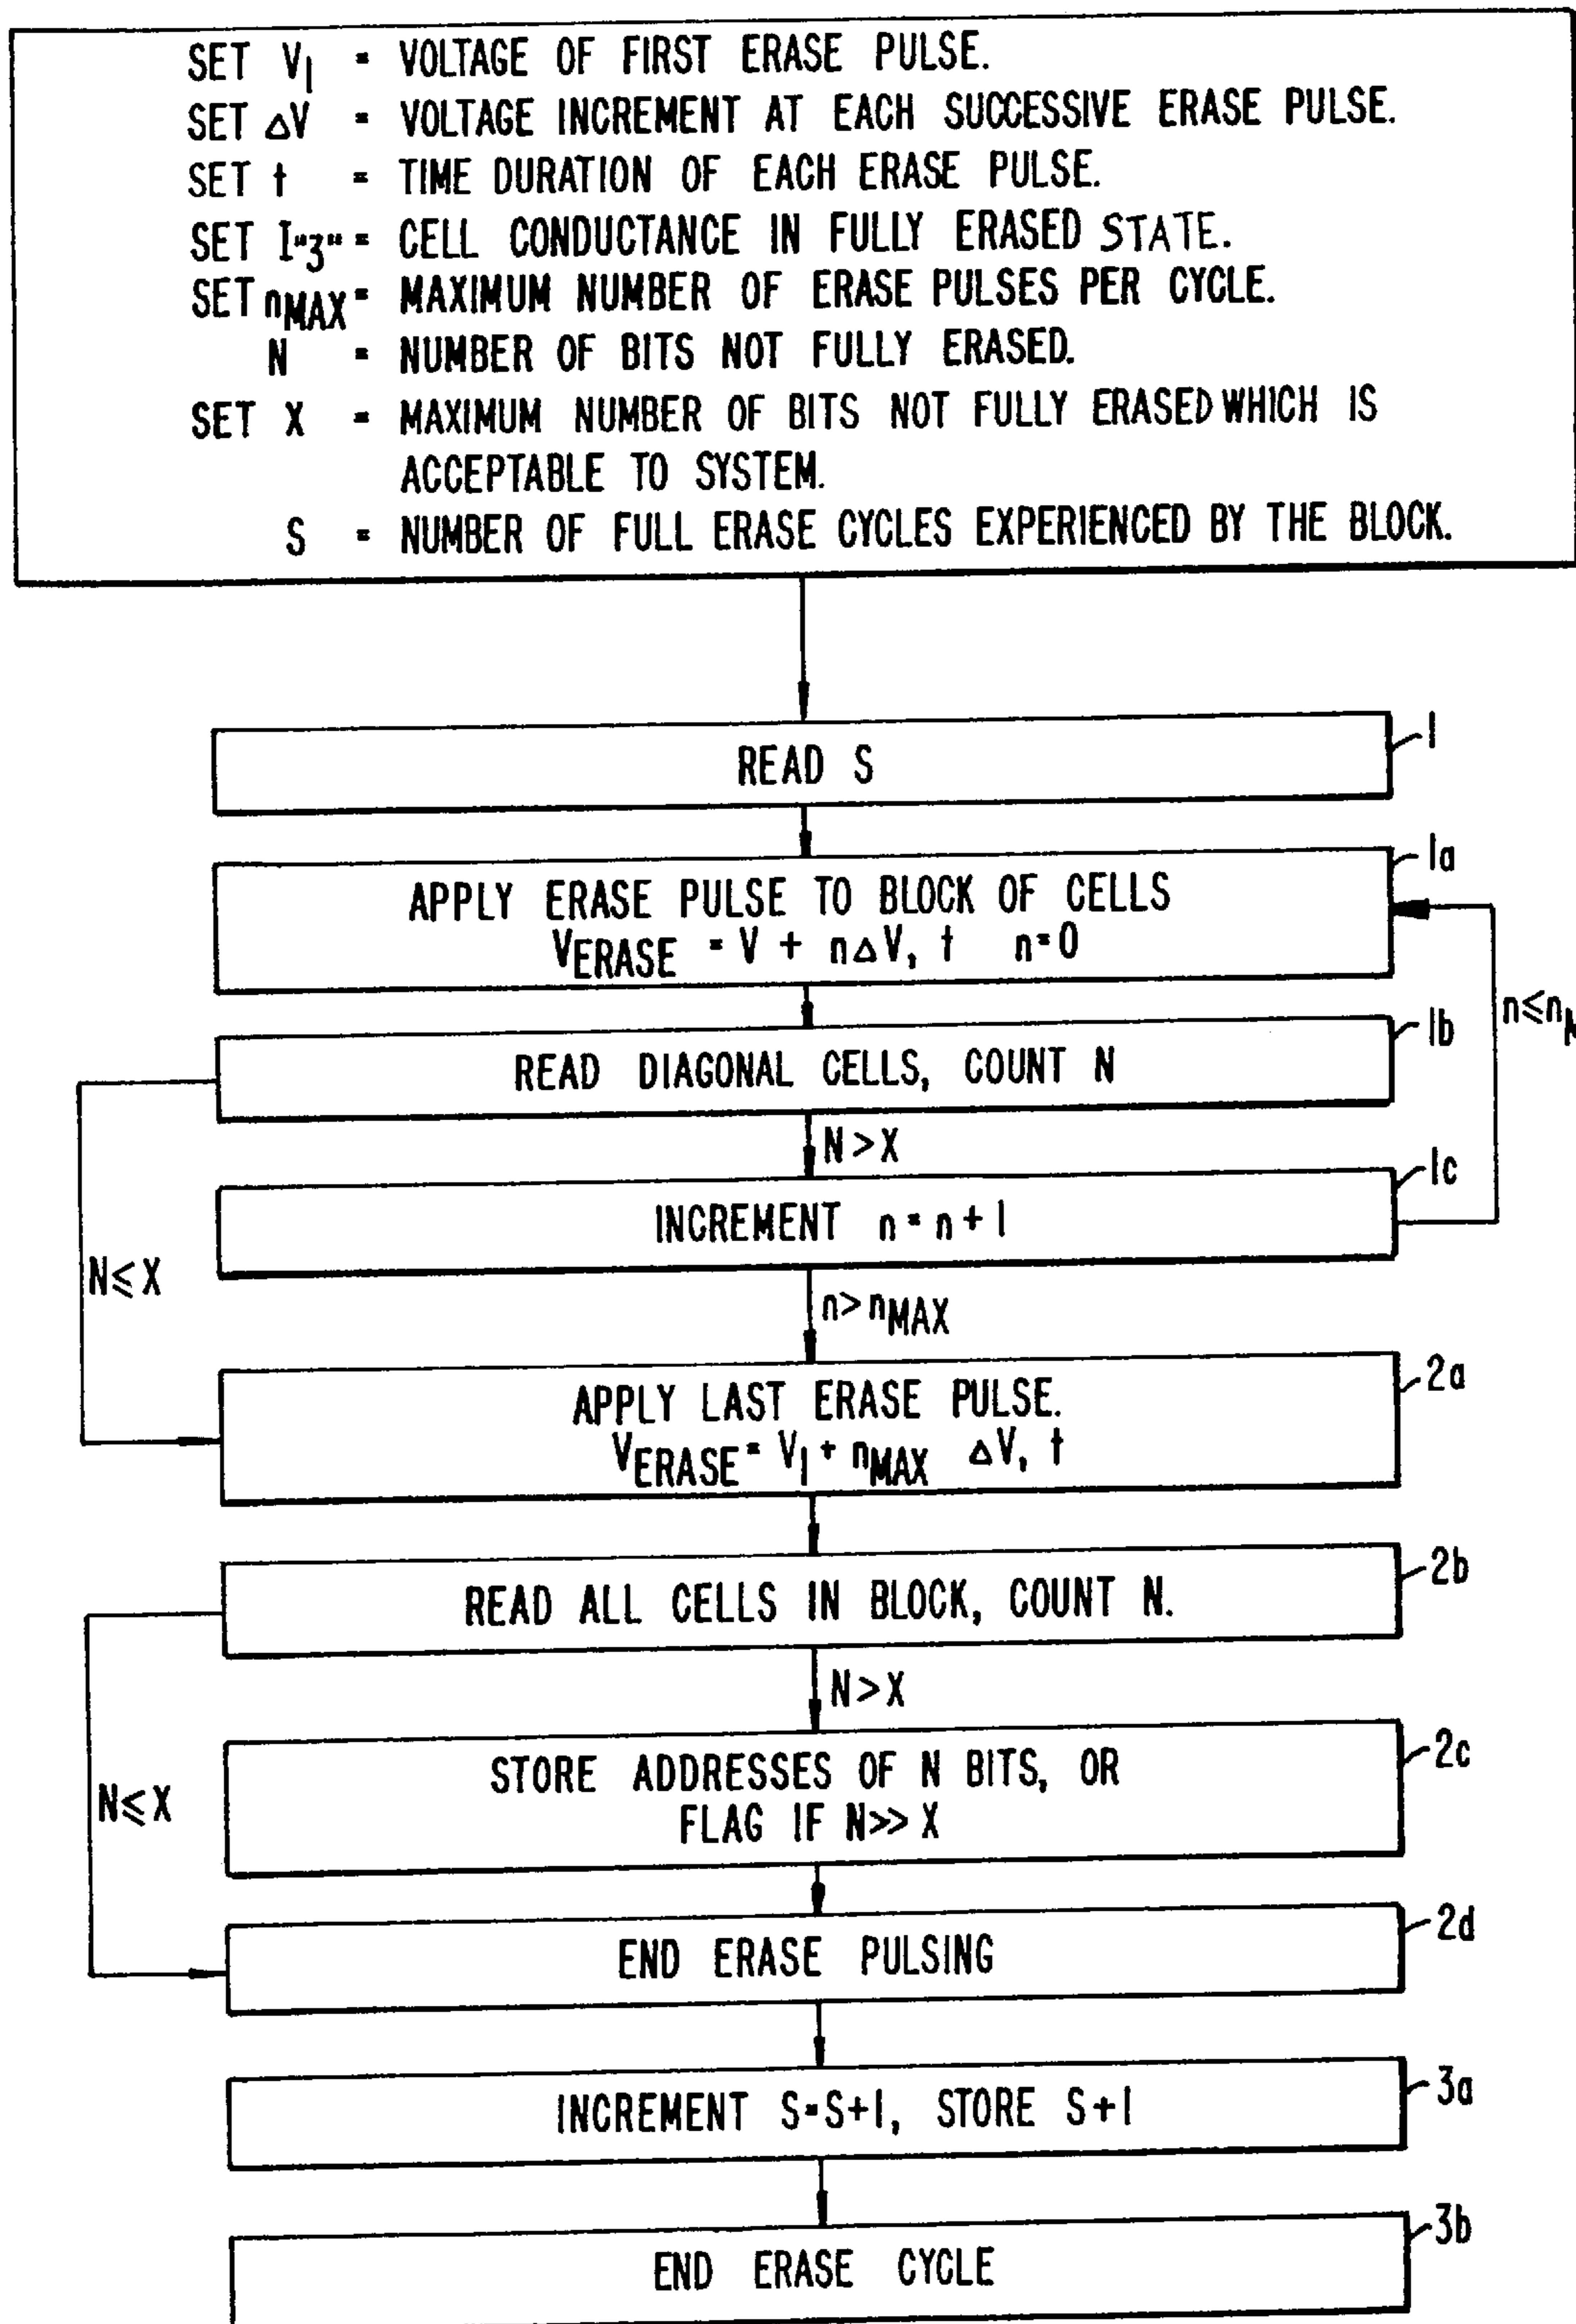 SET V1 = VOLTAGE OF FIRST ERASE PULSE.
SET ΔV = VOLTAGE INCREMENT AT EACH SUCCESSIVE ERASE PULSE.
SET t = TIME DURATION OF EACH ERASE PULSE.
SET I"3" = CELL CONDUCTANCE IN FULLY ERASED STATE.
SET nMAX = MAXIMUM NUMBER OF ERASE PULSES PER CYCLE.
N = NUMBER OF BITS NOT FULLY ERASED.
SET X = MAXIMUM NUMBER OF BITS NOT FULLY ERASED WHICH IS
ACCEPTABLE TO SYSTEM.
S = NUMBER OF FULL ERASE CYCLES EXPERIENCED BY THE BLOCK.
1
READ S
1a
APPLY ERASE PULSE TO BLOCK OF CELLS
VERASE = V + nΔV, t n=0
n≤n
1b
READ DIAGONAL CELLS, COUNT N
N>X
1c
INCREMENT n = n+1
N≤X
n>nMAX
2a
APPLY LAST ERASE PULSE.
VERASE = V1 + nMAX ΔV, t
2b
READ ALL CELLS IN BLOCK, COUNT N.
N>X
2c
STORE ADDRESSES OF N BITS, OR
FLAG IF N>>X
N≤X
2d
END ERASE PULSING
3a
INCREMENT S=S+1, STORE S+1
3b
END ERASE CYCLE